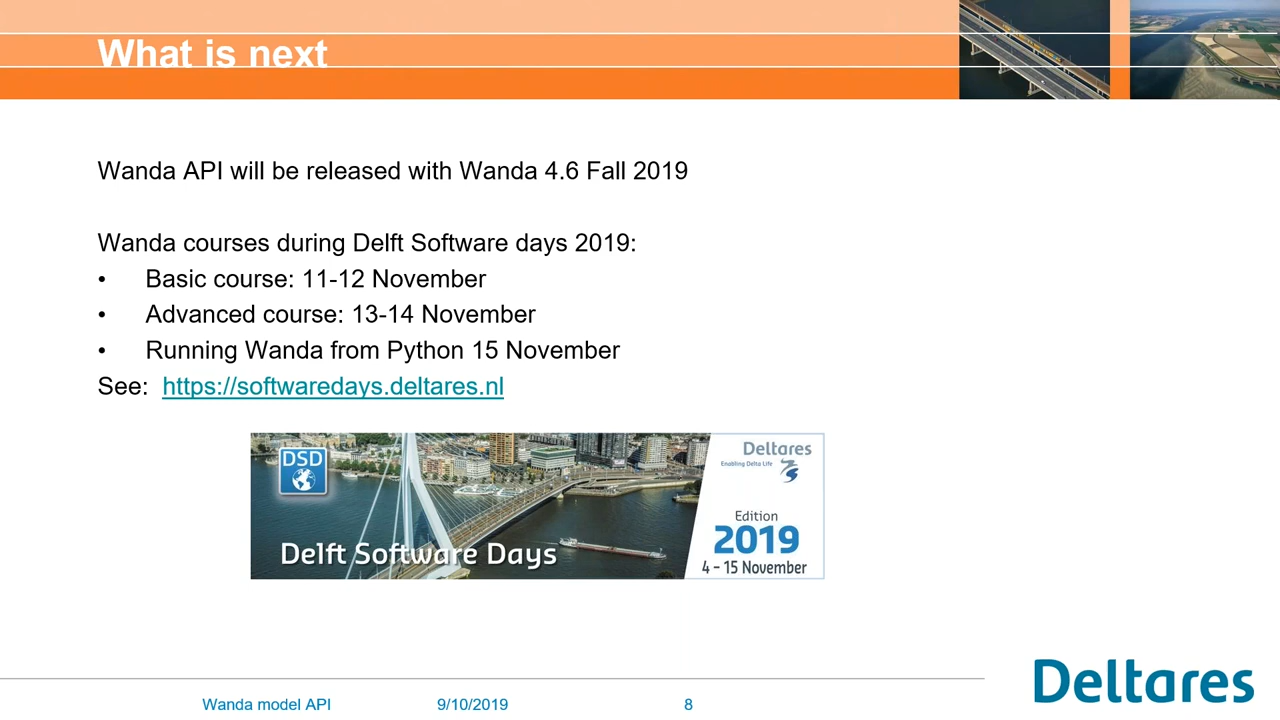 What is next
Wanda API will be released with Wanda 4.6 Fall 2019
Wanda courses during Delft Software days 2019:
• Basic course: 11-12 November
• Advanced course: 13-14 November
• Running Wanda from Python 15 November
See: https://softwaredays.deltares.nl
DSD
Delft Software Days
Deltares
Enabling Delta Life
Edition
2019
4 - 15 November
Wanda model API 9/10/2019 8
Deltares